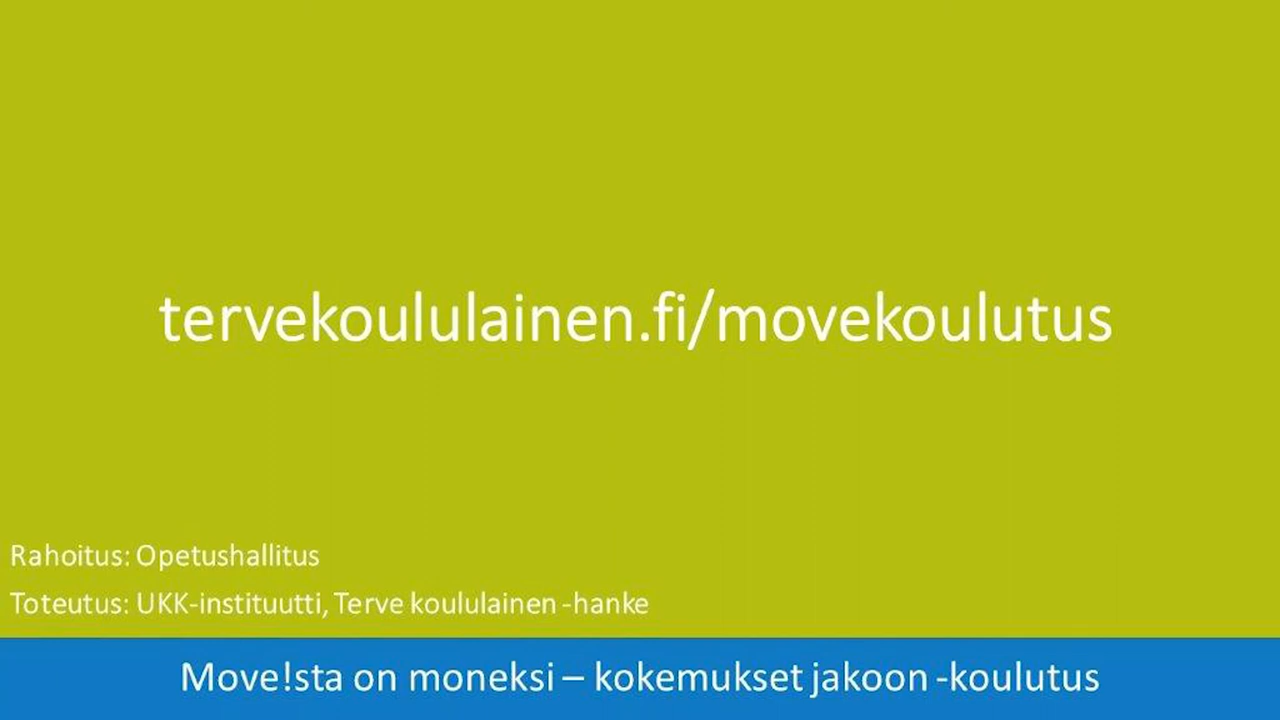 tervekoululainen.fi/movekoulutus
Rahoitus: Opetushallitus
Toteutus: UKK-instituutti, Terve koululainen -hanke
Move!sta on moneksi – kokemukset jakoon -koulutus